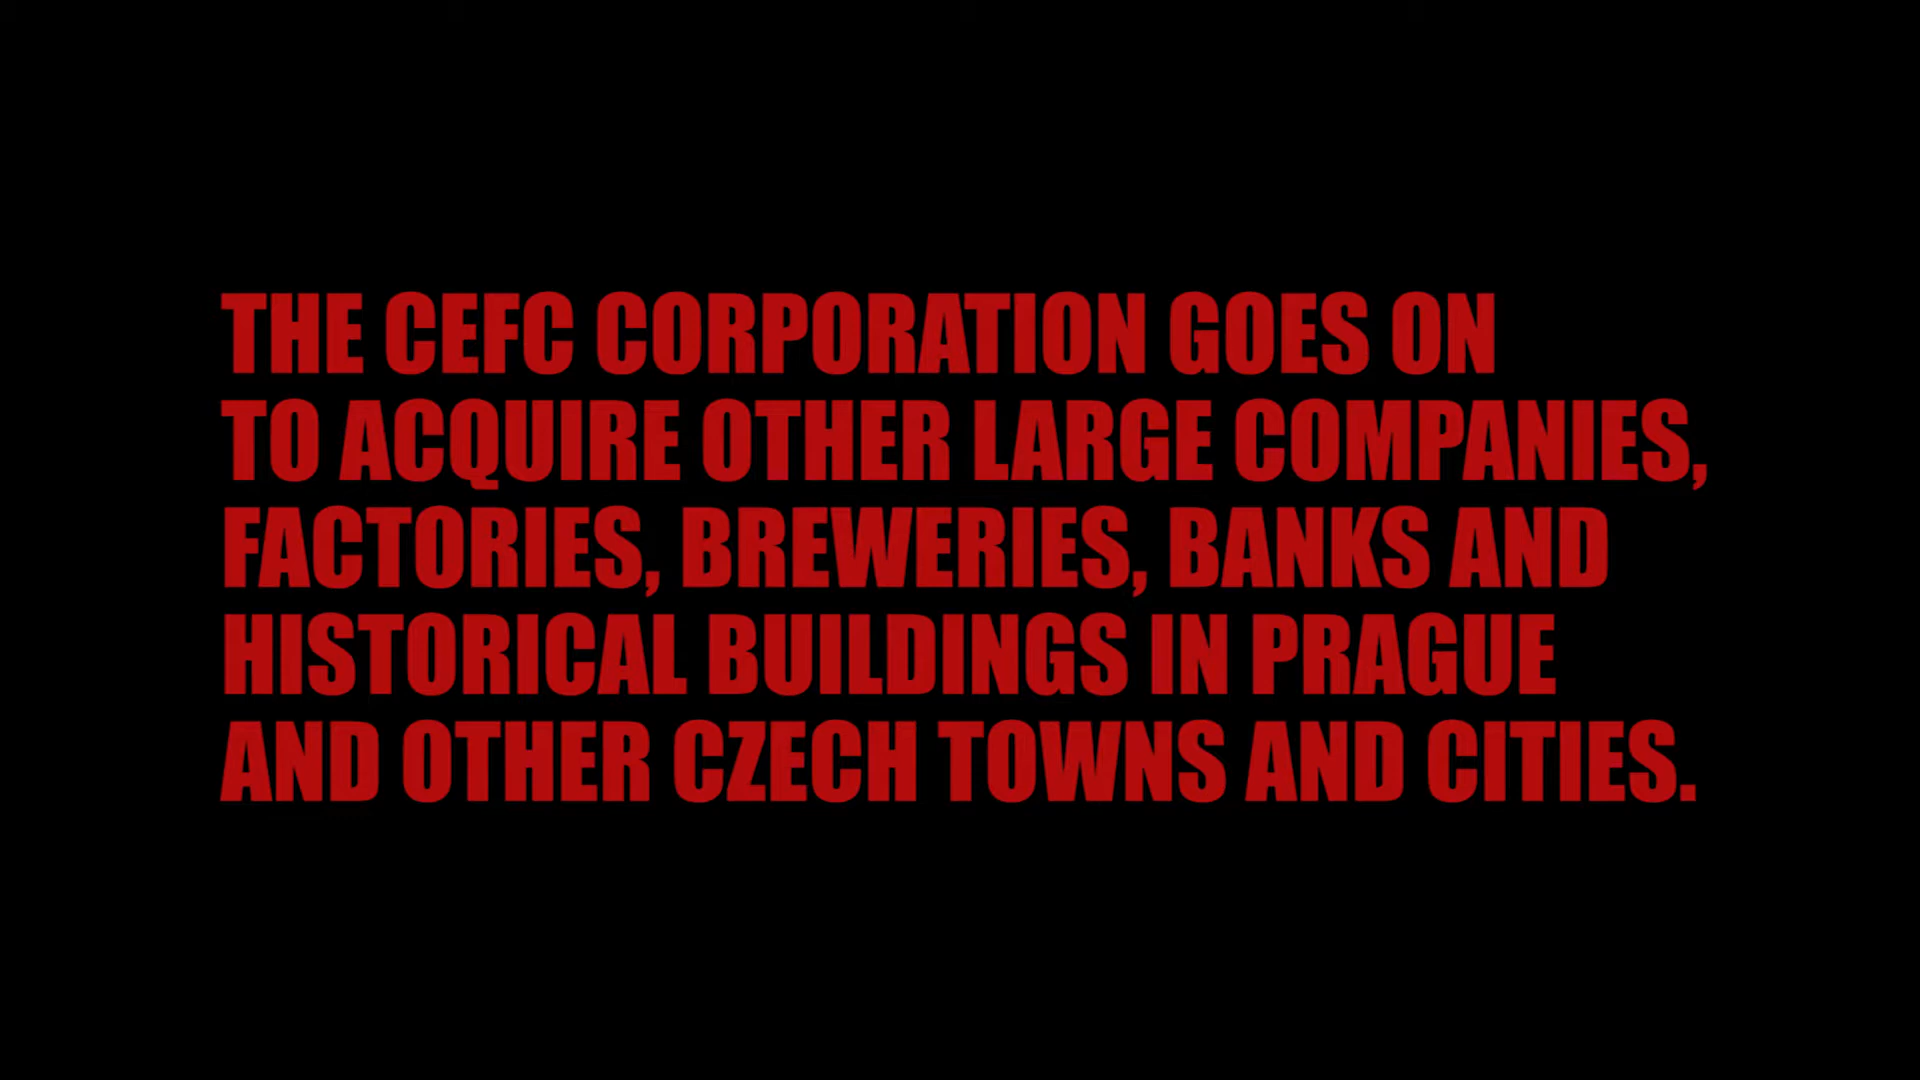 THE CEFC CORPORATION GOES ON
TO ACQUIRE OTHER LARGE COMPANIES,
FACTORIES, BREWERIES, BANKS AND
HISTORICAL BUILDINGS IN PRAGUE
AND OTHER CZECH TOWNS AND CITIES.